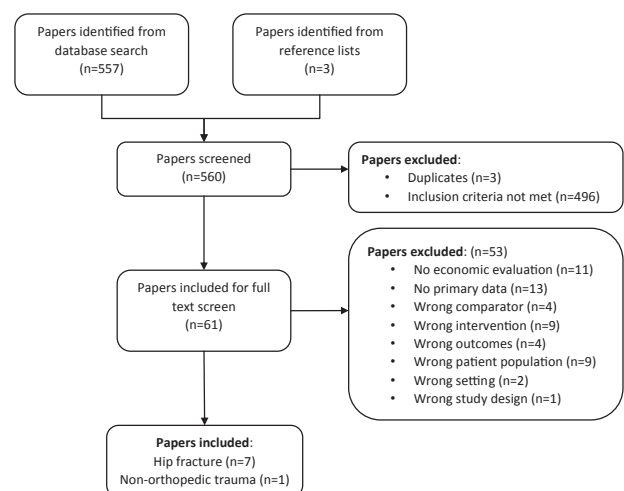 Papers identified from
database search
(n=557)
Papers identified from
reference lists
(n=3)
Papers screened
(n=560)
Papers excluded:
• Duplicates (n=3)
• Inclusion criteria not met (n=496)
Papers included for full
text screen
(n=61)
Papers excluded: (n=53)
• No economic evaluation (n=11)
• No primary data (n=13)
• Wrong comparator (n=4)
• Wrong intervention (n=9)
• Wrong outcomes (n=4)
• Wrong patient population (n=9)
• Wrong setting (n=2)
• Wrong study design (n=1)
Papers included:
Hip fracture (n=7)
Non-orthopedic trauma (n=1)